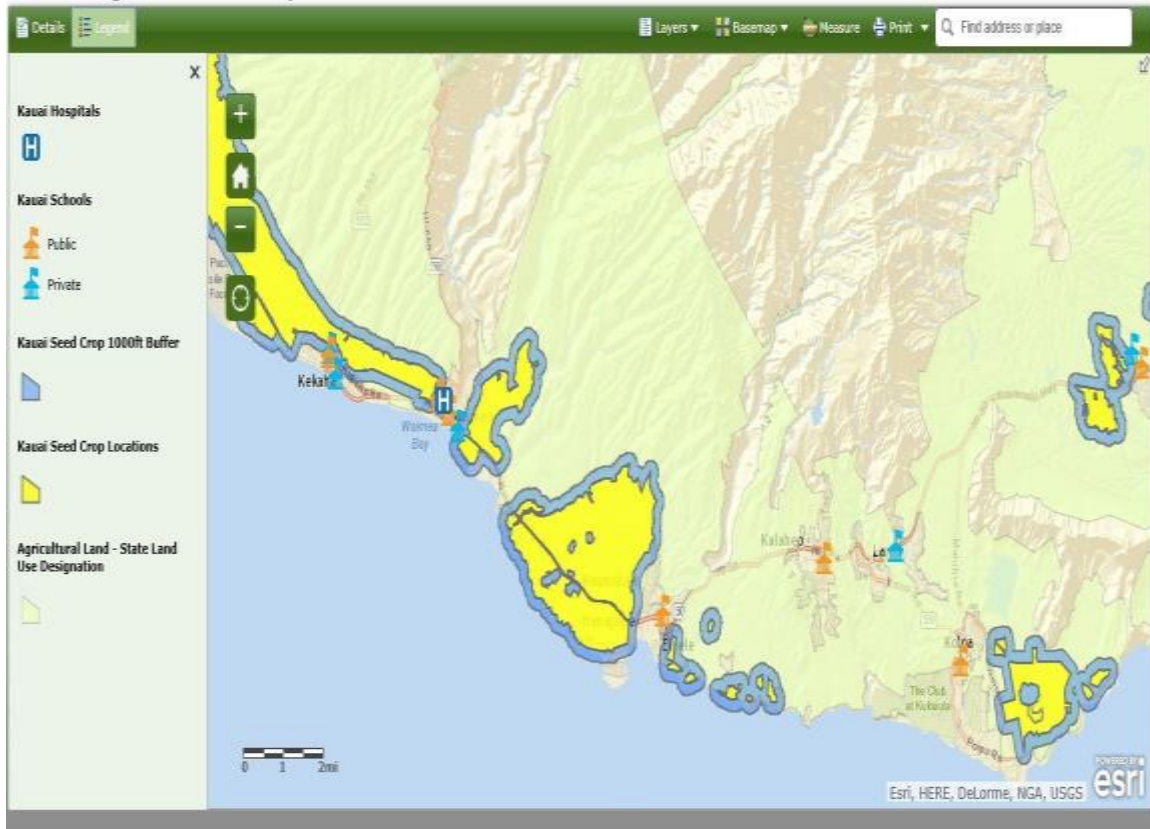 Details
Legend
Layers ▼
Basemap ▼
Measure
Print ▼
Find address or place
X
Kauai Hospitals
H
Kauai Schools
Public
Private
Kauai Seed Crop 1000ft Buffer
Kauai Seed Crop Locations
Agricultural Land - State Land
Use Designation
+
−
H
Waimea
Bay
50
The Club
at Kukuiula
0 1 2mi
Esri, HERE, DeLorme, NGA, USGS
POWERED BY
esri